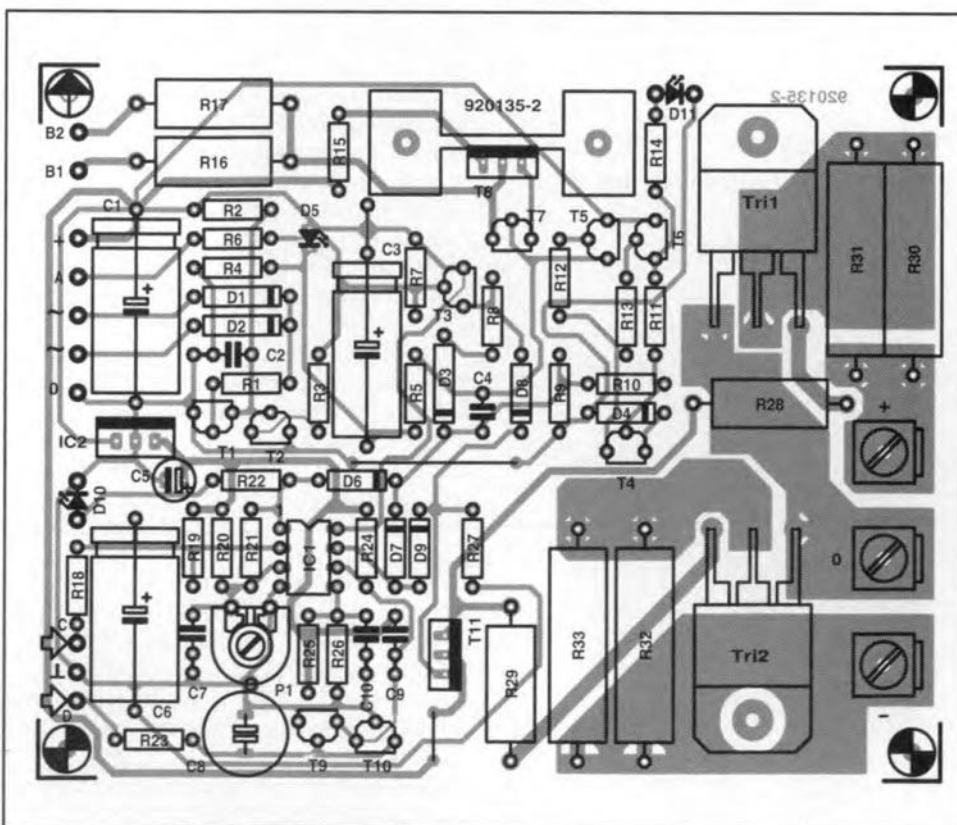 920135-2
920135-2
D11
B2
R17
R15
R14
B1
R16
T8
Tri1
C1
R2
D5
T7
T5
T6
R31
R30
+
R6
C3
R7
R12
A
R4
T3
R8
R13
R11
~
D1
~
D2
C2
R3
R5
D3
C4
D8
R9
R10
0
R1
D4
R28
+
IC2
T1
T2
T4
C5
+
R22
D6
D10
R19
R20
R21
IC1
R24
D7
D9
R27
0
R18
+
C
T11
R33
R32
Tri2
⊥
C7
P1
R25
R26
C10
C9
R29
D
C6
R23
C8
T9
T10
-